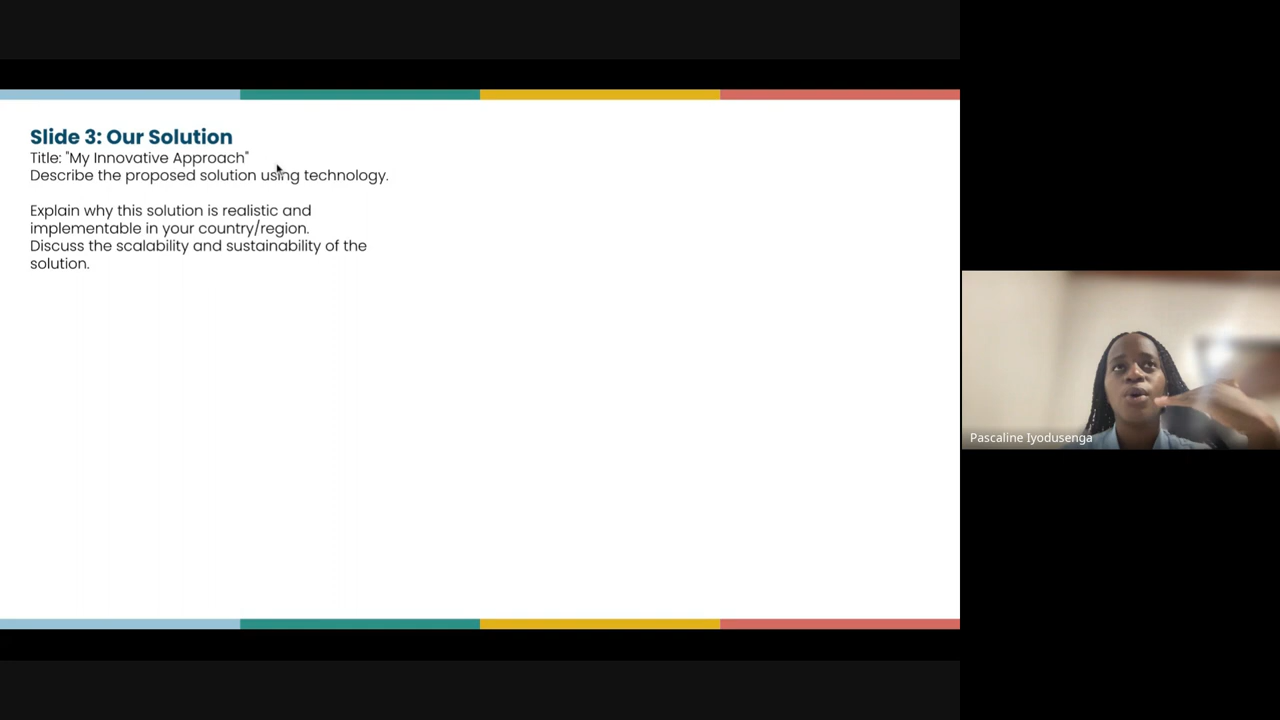 Slide 3: Our Solution
Title: "My Innovative Approach"
Describe the proposed solution using technology.
Explain why this solution is realistic and
implementable in your country/region.
Discuss the scalability and sustainability of the
solution.
Pascaline Iyodusenga